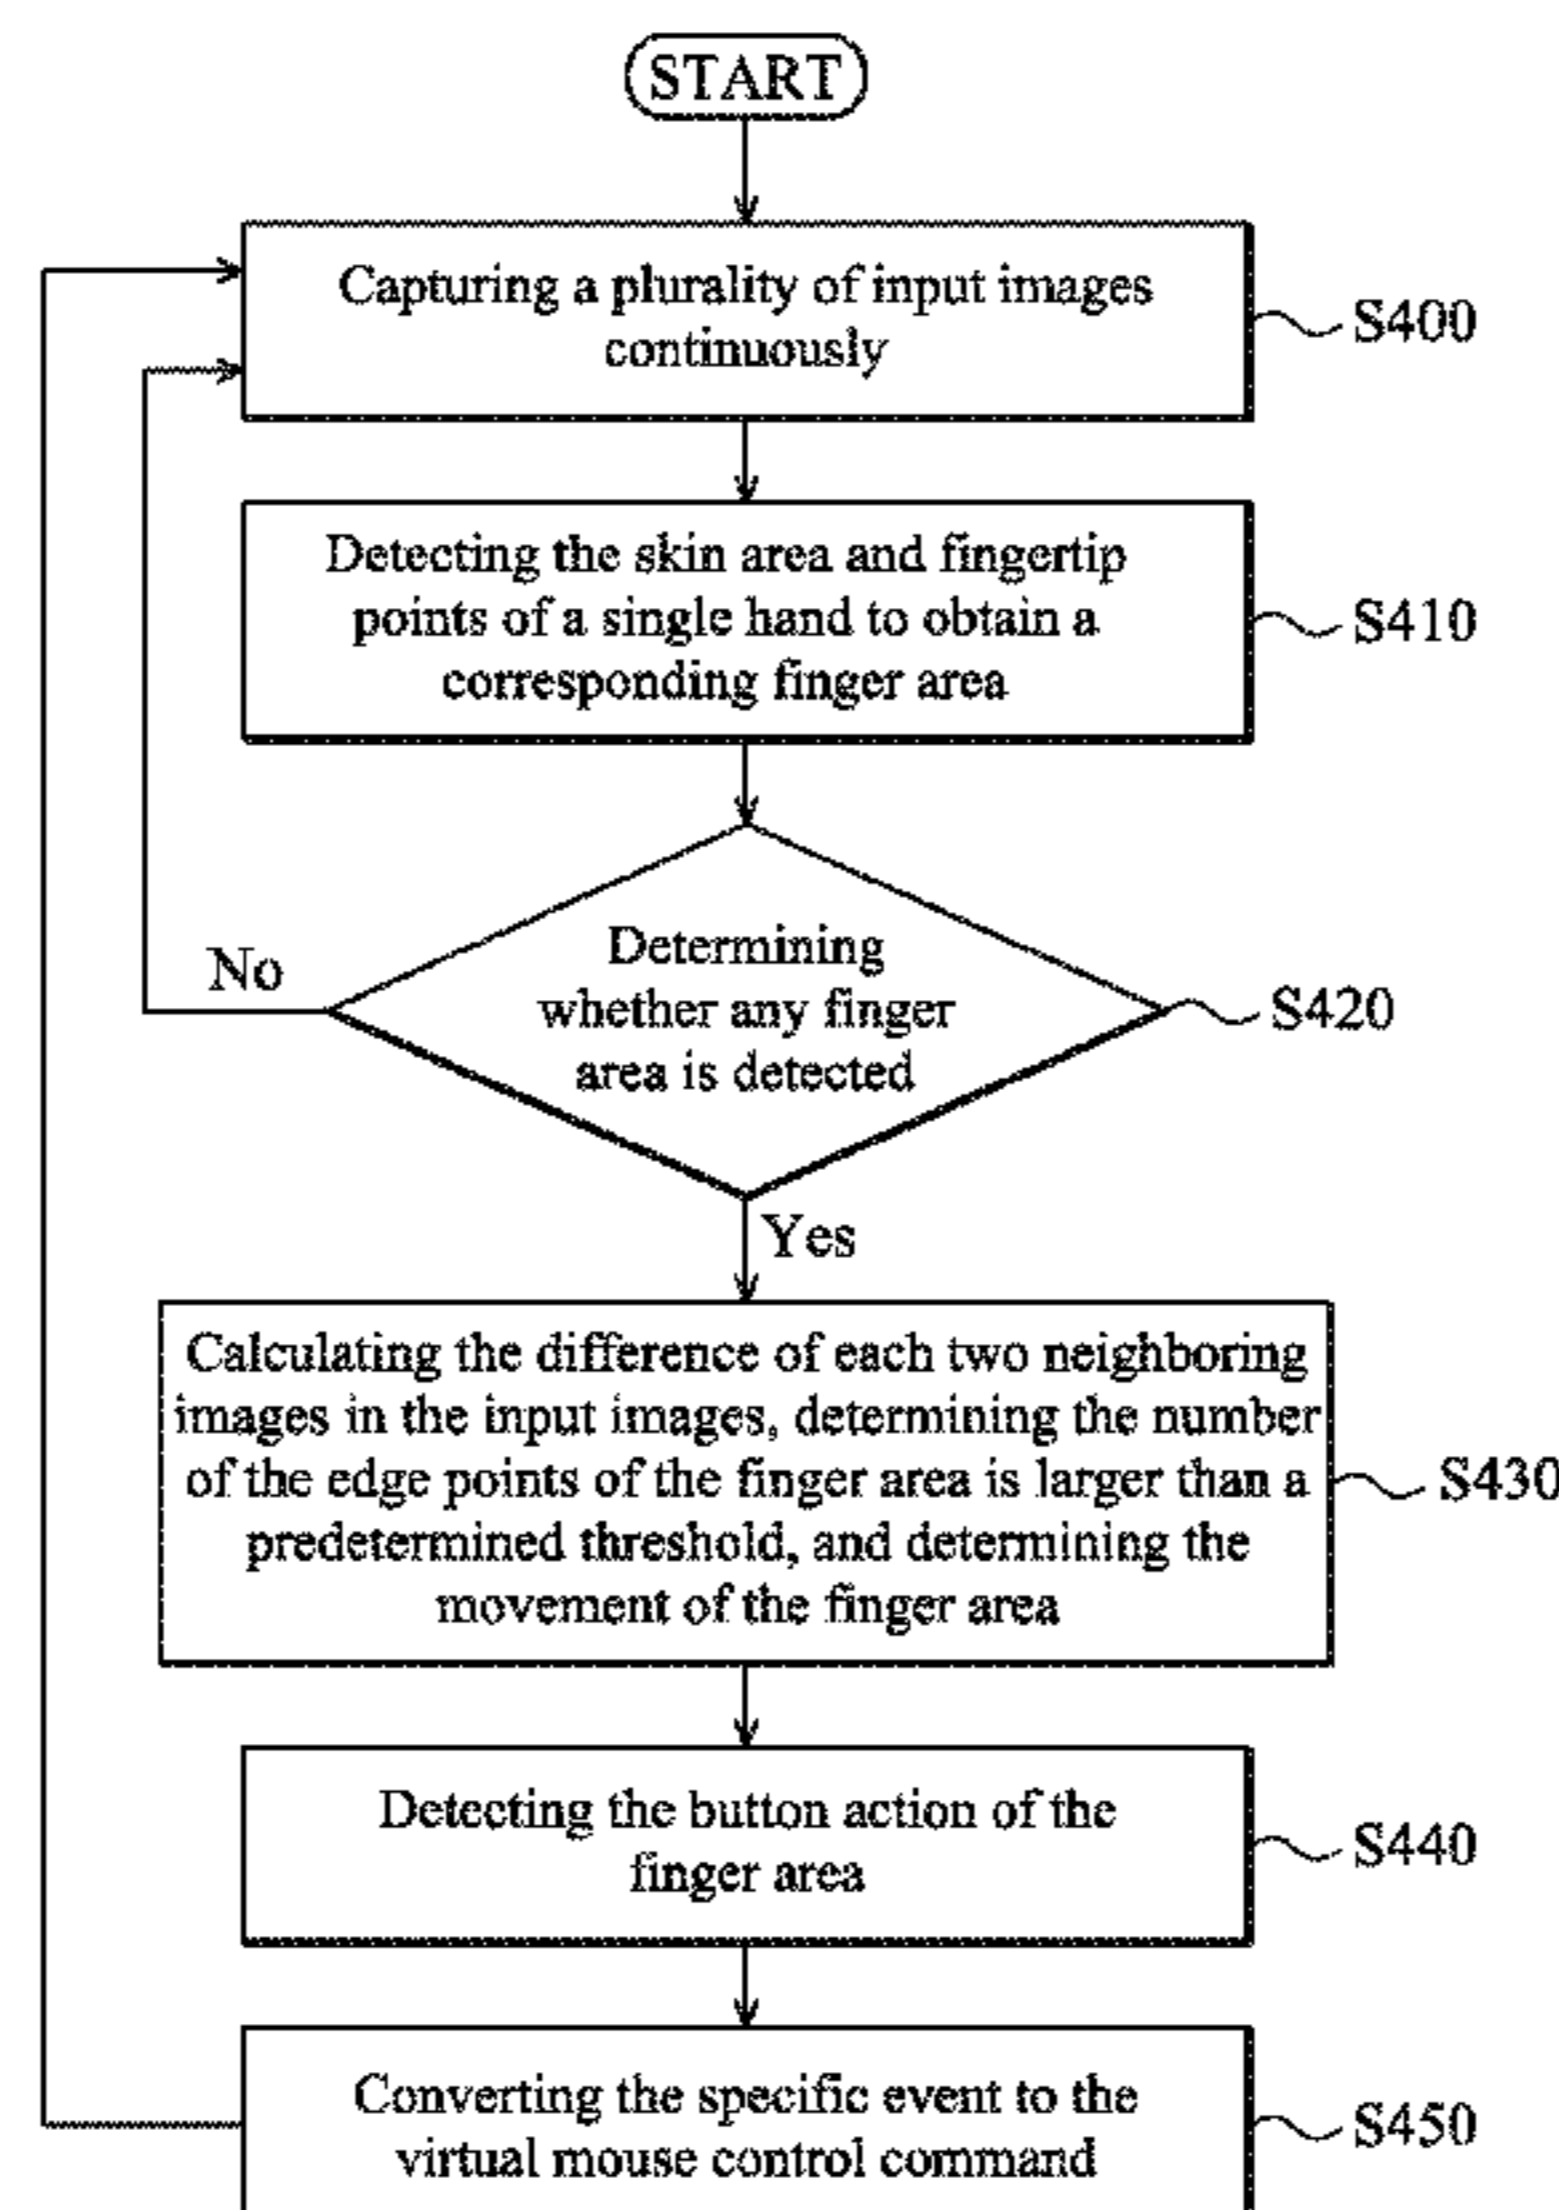 START
Capturing a plurality of input images
continuously
S400
Detecting the skin area and fingertip
points of a single hand to obtain a
corresponding finger area
S410
No
Determining
whether any finger
area is detected
S420
Yes
Calculating the difference of each two neighboring
images in the input images, determining the number
of the edge points of the finger area is larger than a
predetermined threshold, and determining the
movement of the finger area
S430
Detecting the button action of the
finger area
S440
Converting the specific event to the
virtual mouse control command
S450